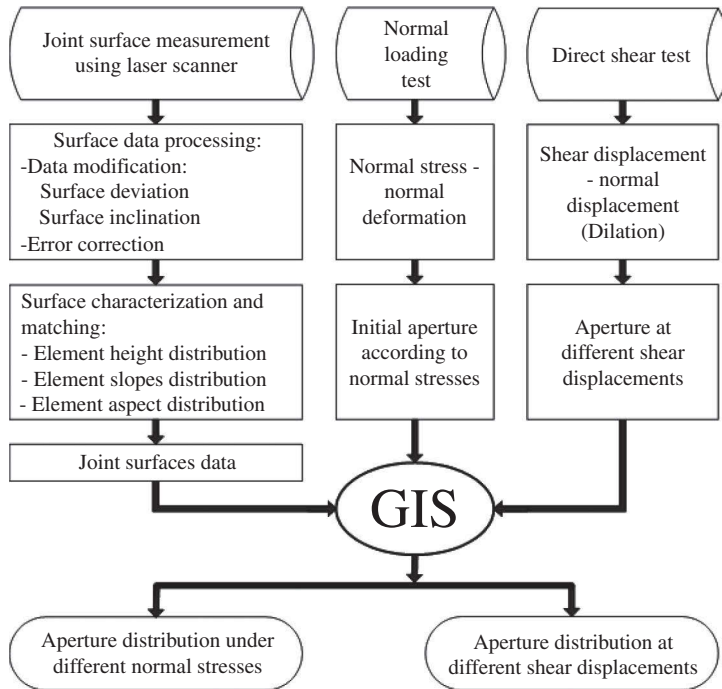 Joint surface measurement
using laser scanner
Normal
loading
test
Direct shear test
Surface data processing:
-Data modification:
Surface deviation
Surface inclination
-Error correction
Normal stress -
normal
deformation
Shear displacement
- normal
displacement
(Dilation)
Surface characterization and
matching:
- Element height distribution
- Element slopes distribution
- Element aspect distribution
Initial aperture
according to
normal stresses
Aperture at
different shear
displacements
Joint surfaces data
GIS
Aperture distribution under
different normal stresses
Aperture distribution at
different shear displacements